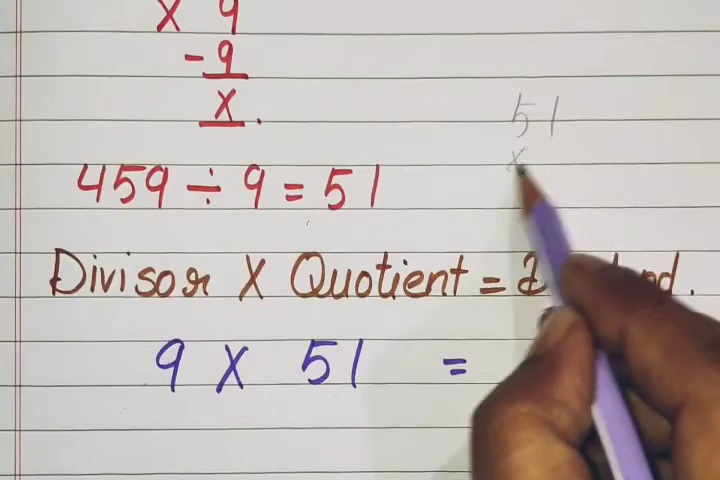 x 9
- 9
x.
51
x
459 ÷ 9 = 51
Divisor X Quotient =
9 X 51 =